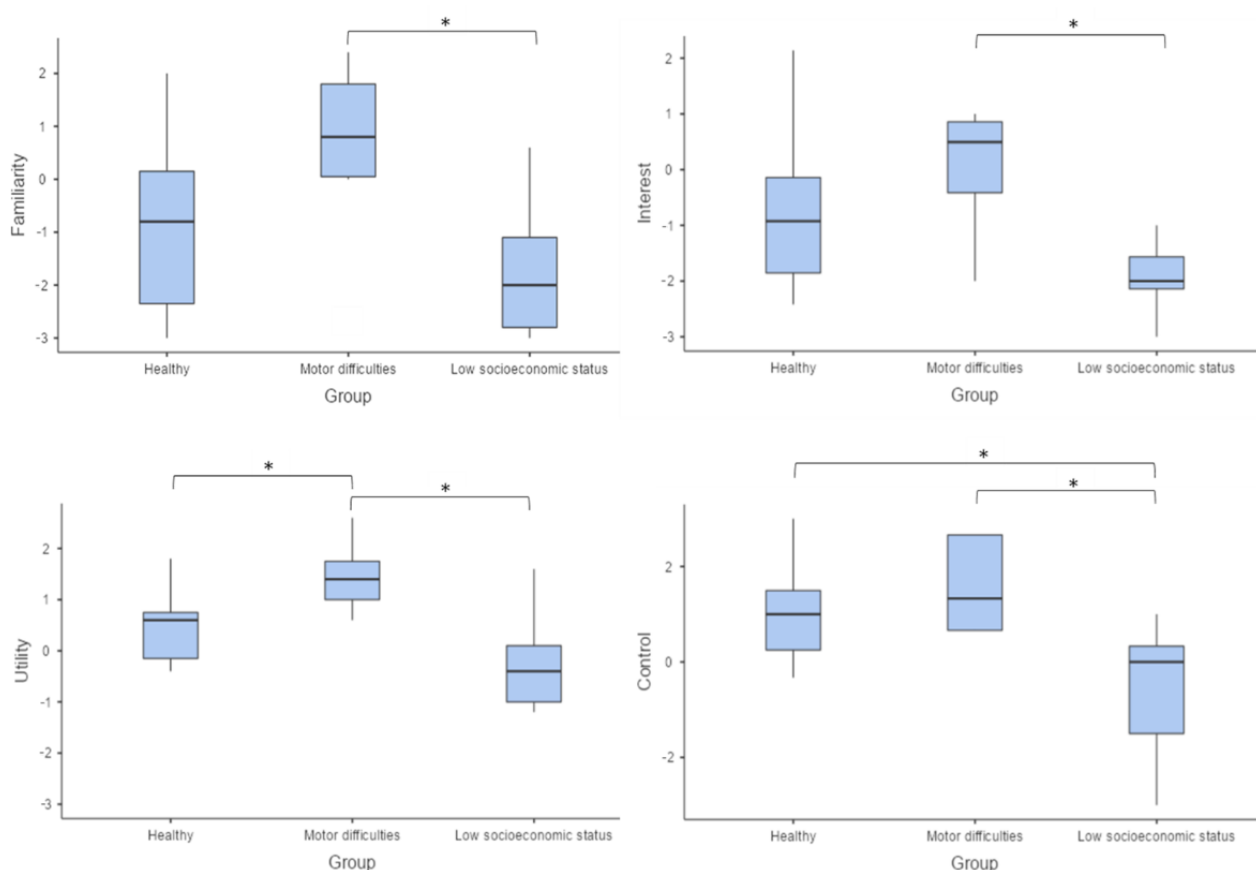 *
Familiarity
2
1
0
-1
-2
-3
Healthy Motor difficulties Low socioeconomic status
Group
*
Interest
2
1
0
-1
-2
-3
Healthy Motor difficulties Low socioeconomic status
Group
*
*
Utility
2
1
0
-1
-2
-3
Healthy Motor difficulties Low socioeconomic status
Group
*
*
Control
2
0
-2
Healthy Motor difficulties Low socioeconomic status
Group